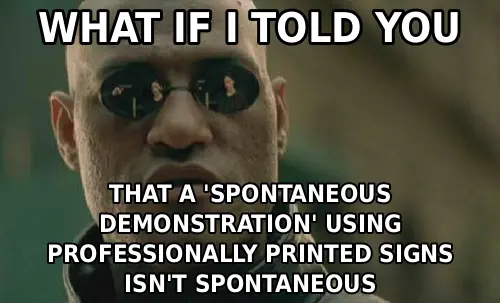 WHAT IF I TOLD YOU
THAT A 'SPONTANEOUS
DEMONSTRATION' USING
PROFESSIONALLY PRINTED SIGNS
ISN'T SPONTANEOUS